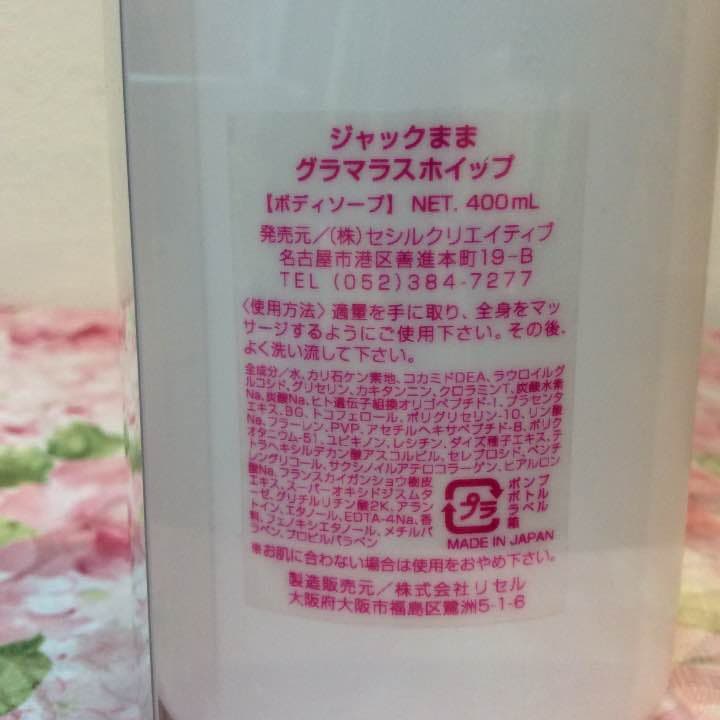 ジャックまま
グラマラスホイップ
【ボディソープ】 NET. 400mL
発売元/(株)セシルクリエイティブ
名古屋市港区善進本町19-B
TEL (052)384-7277
〈使用方法〉適量を手に取り、全身をマッ
サージするようにご使用下さい。その後、
よく洗い流して下さい。
全成分/水、カリ石ケン素地、コカミドDEA、ラウロイルグ
ルコシド、グリセリン、カキタンニン、クロラミンT、炭酸水素
Na、炭酸Na、ヒト遺伝子組換オリゴペプチド-1、プラセンタ
エキス、BG、トコフェロール、ポリグリセリン-10、リン酸
Na、フラーレン、PVP、アセチルヘキサペプチド-8、ポリク
オタニウム-51、ユビキノン、レシチン、ダイズ種子エキス、テ
トラヘキシルデカン酸アスコルビル、セレブロシド、ペンチ
レングリコール、サクシノイルアテロコラーゲン、ヒアルロン
酸Na、フランスカイガンショウ樹皮
エキス、スーパーオキシドジスムタ
ーゼ、グリチルリチン酸2K、アラン
トイン、エタノール、EDTA-4Na、香
料、フェノキシエタノール、メチルパ
ラベン、プロピルパラベン
プラ
ポンプ
ボトル
ラベル
箱
MADE IN JAPAN
※お肌に合わない場合は使用をおやめ下さい。
製造販売元/株式会社リセル
大阪府大阪市福島区鷺洲5-1-6